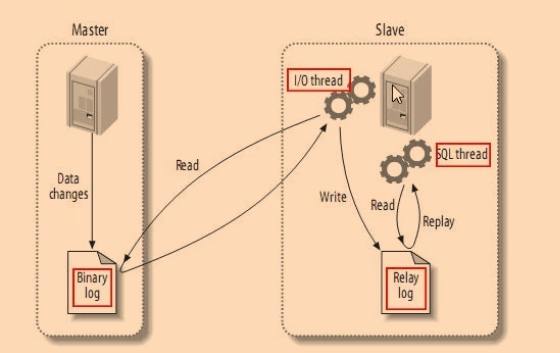 Master
Slave
I/O thread
SQL thread
Read
Data
changes
Write
Read
Replay
Binary
log
Relay
log